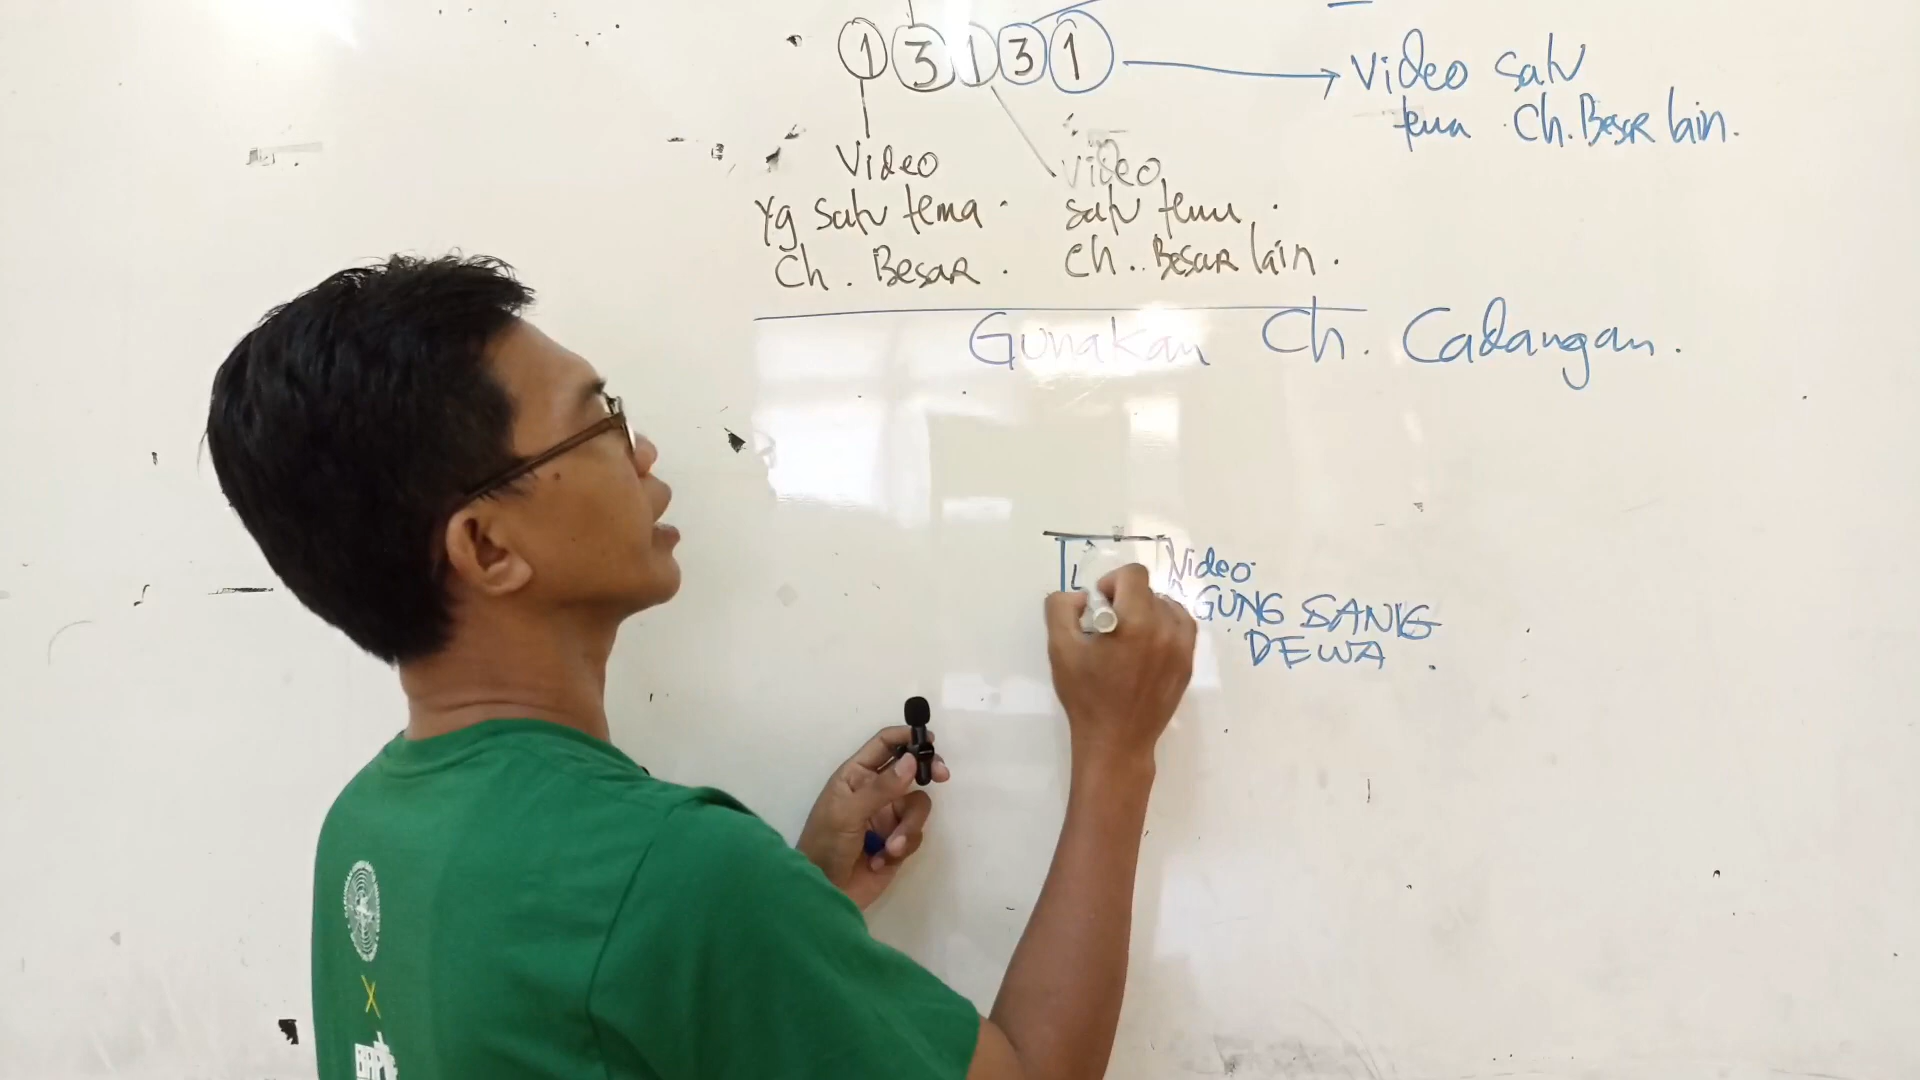 1 3 1 3 1
Video satu
tema Ch. Besar lain.
Video
Yg satu tema
Ch. Besar.
Video
satu tema
Ch. Besar lain.
Gunakan Ch. Cadangan.
Video
GUNG SANG
DEWA.